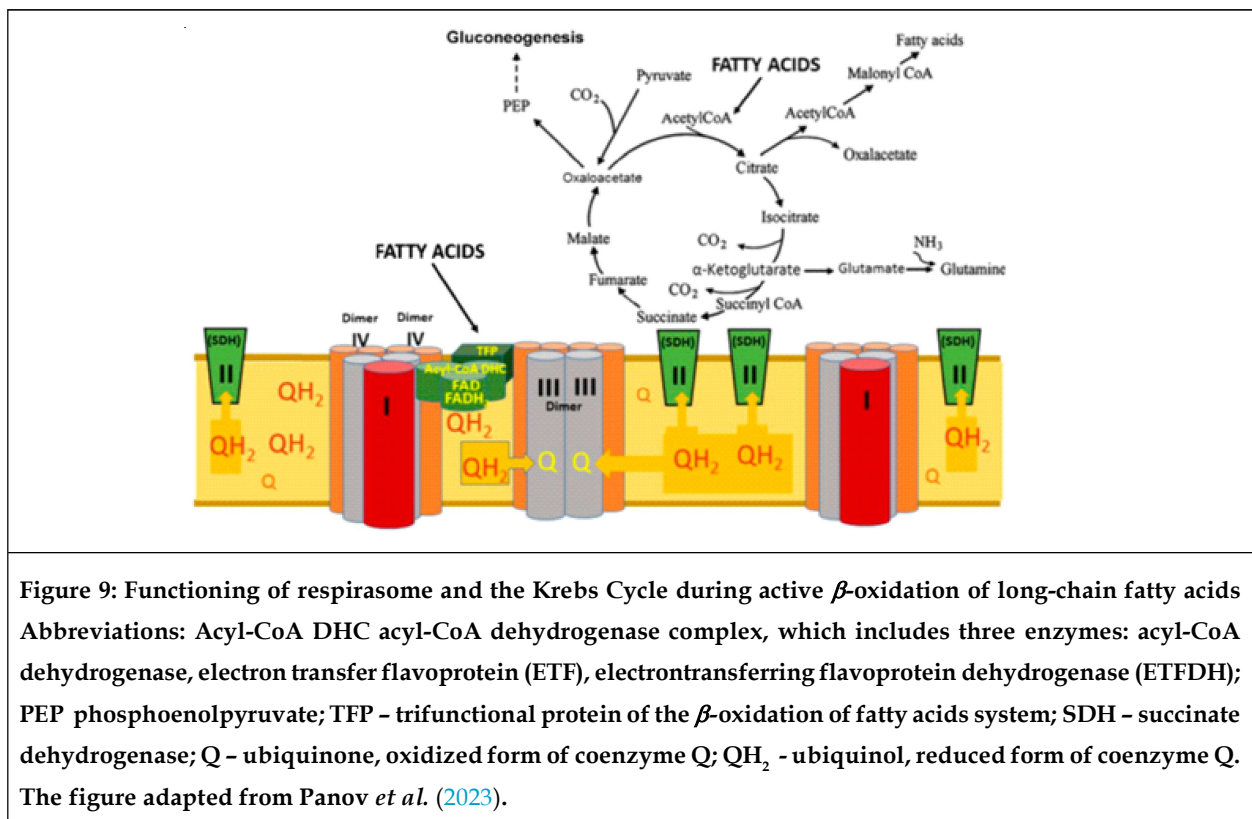 Gluconeogenesis
PEP
CO2
Pyruvate
FATTY ACIDS
AcetylCoA
Fatty acids
Malonyl CoA
AcetylCoA
Oxalacetate
Oxaloacetate
Citrate
Isocitrate
CO2
NH3
α-Ketoglutarate
Glutamate
Glutamine
CO2
Succinyl CoA
Succinate
Fumarate
Malate
FATTY ACIDS
(SDH)
II
QH2
QH2
QH2
Q
Dimer
IV
Dimer
IV
I
TFP
Acyl-CoA DHC
FAD
FADH
QH2
QH2
III III
Dimer
Q Q
Q
(SDH)
II
(SDH)
II
QH2 QH2
I
(SDH)
II
Q
QH2
Figure 9: Functioning of respirasome and the Krebs Cycle during active β-oxidation of long-chain fatty acids
Abbreviations: Acyl-CoA DHC acyl-CoA dehydrogenase complex, which includes three enzymes: acyl-CoA
dehydrogenase, electron transfer flavoprotein (ETF), electrontransferring flavoprotein dehydrogenase (ETFDH);
PEP phosphoenolpyruvate; TFP – trifunctional protein of the β-oxidation of fatty acids system; SDH – succinate
dehydrogenase; Q – ubiquinone, oxidized form of coenzyme Q; QH2 - ubiquinol, reduced form of coenzyme Q.
The figure adapted from Panov et al. (2023).